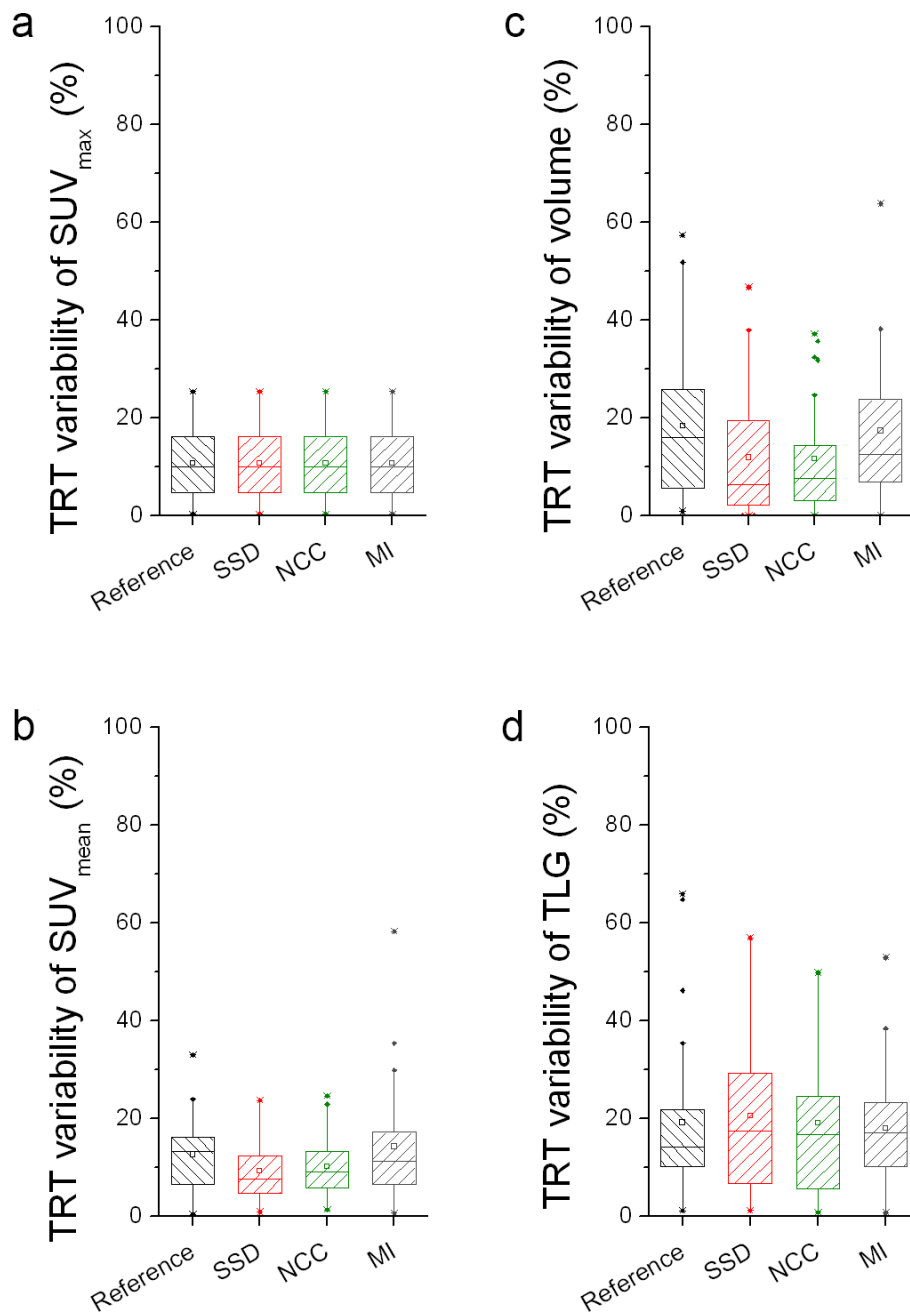 a
TRT variability of SUVmax (%)
100
80
60
40
20
0
Reference
SSD
NCC
MI
c
TRT variability of volume (%)
100
80
60
40
20
0
Reference
SSD
NCC
MI
b
TRT variability of SUVmean (%)
100
80
60
40
20
0
Reference
SSD
NCC
MI
d
TRT variability of TLG (%)
100
80
60
40
20
0
Reference
SSD
NCC
MI